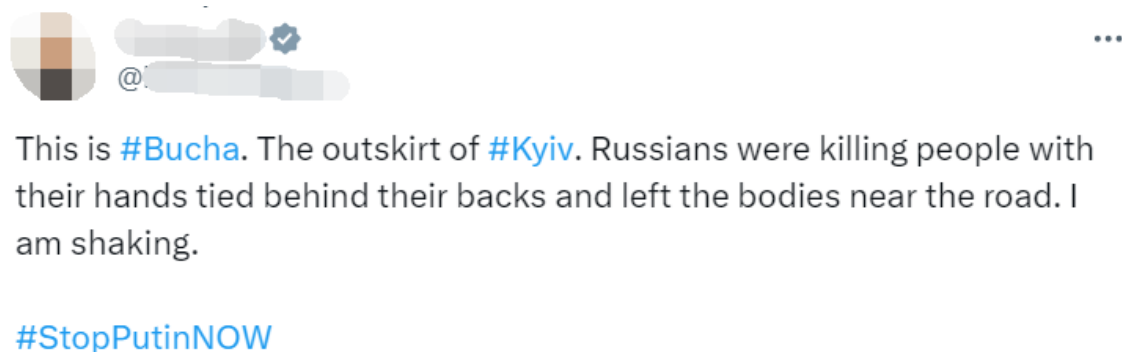 @
This is #Bucha. The outskirt of #Kyiv. Russians were killing people with
their hands tied behind their backs and left the bodies near the road. I
am shaking.
#StopPutinNOW